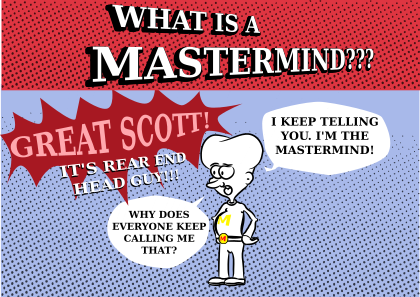 WHAT IS A
MASTERMIND???
GREAT SCOTT!
IT'S REAR END
HEAD GUY!!!
I KEEP TELLING
YOU. I'M THE
MASTERMIND!
WHY DOES
EVERYONE KEEP
CALLING ME
THAT?
M
M